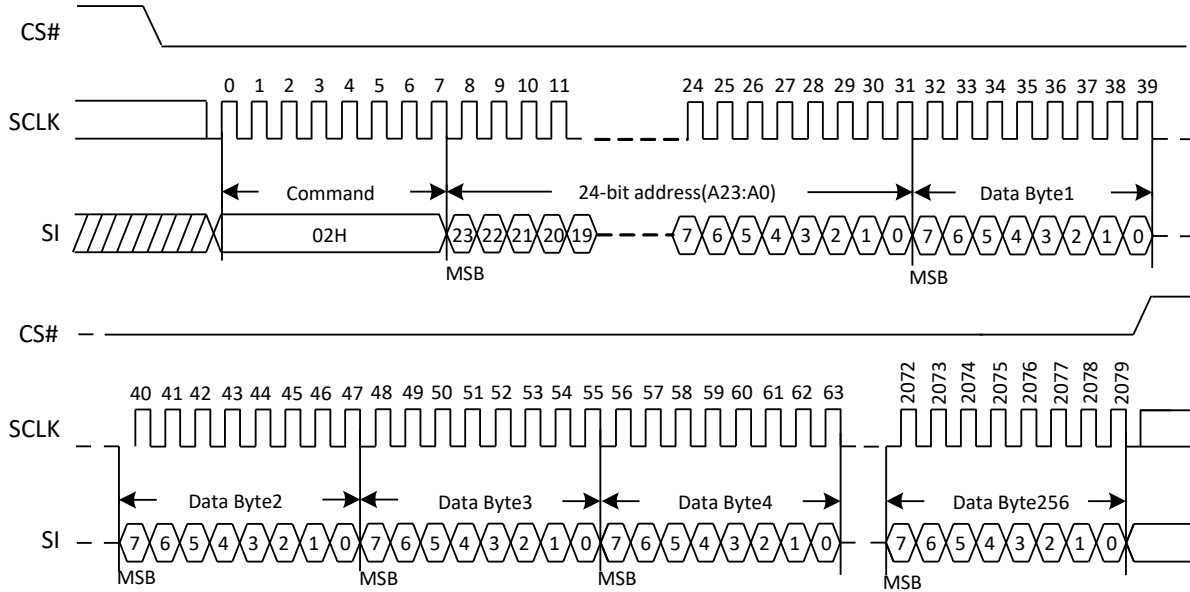 CS#
0 1 2 3 4 5 6 7 8 9 10 11 24 25 26 27 28 29 30 31 32 33 34 35 36 37 38 39
SCLK
Command 24-bit address(A23:A0) Data Byte1
SI 02H 23 22 21 20 19 7 6 5 4 3 2 1 0 7 6 5 4 3 2 1 0
MSB MSB
CS#
40 41 42 43 44 45 46 47 48 49 50 51 52 53 54 55 56 57 58 59 60 61 62 63 2072 2073 2074 2075 2076 2077 2078 2079
SCLK
Data Byte2 Data Byte3 Data Byte4 Data Byte256
SI 7 6 5 4 3 2 1 0 7 6 5 4 3 2 1 0 7 6 5 4 3 2 1 0 7 6 5 4 3 2 1 0
MSB MSB MSB MSB